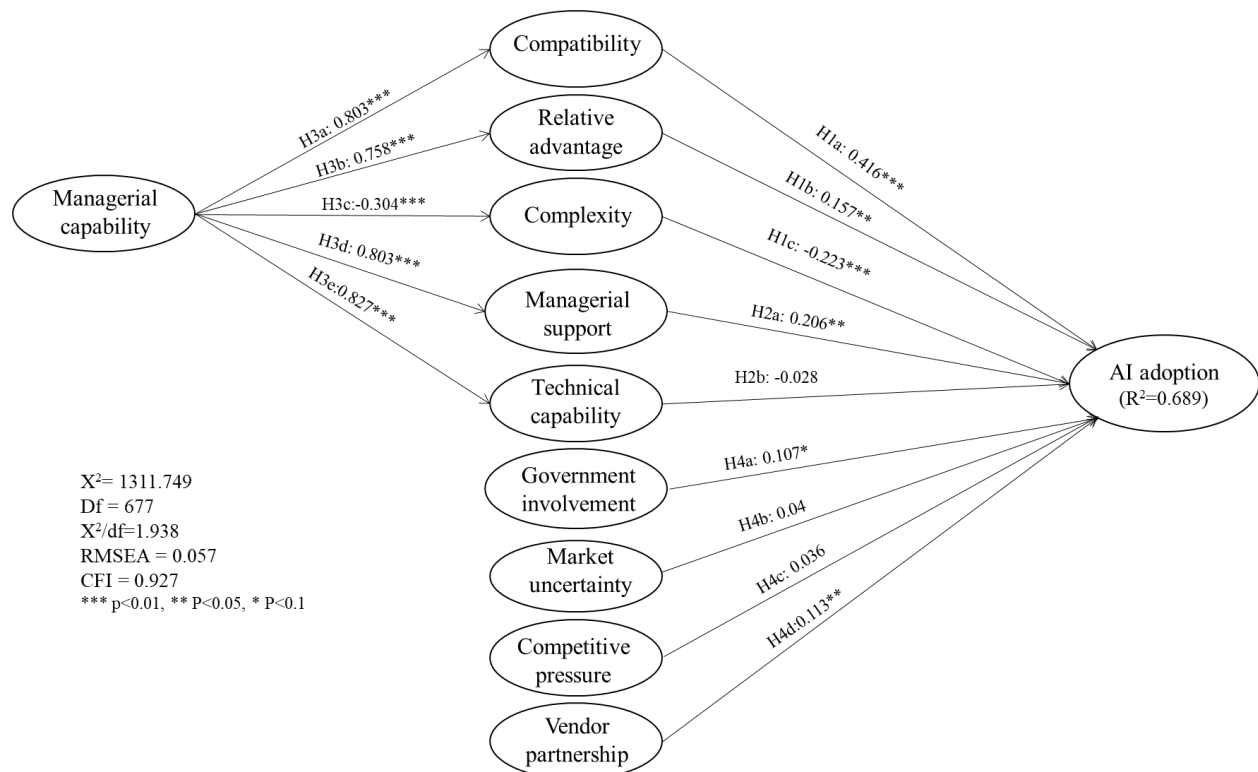 Compatibility
H3a: 0.803***
H1a: 0.416***
Relative
advantage
H3b: 0.758***
H1b: 0.157**
Managerial
capability
H3c:-0.304***
Complexity
H1c: -0.223***
H3d: 0.803***
Managerial
support
H2a: 0.206**
H3e:0.827***
Technical
capability
H2b: -0.028
AI adoption
(R²=0.689)
Government
involvement
H4a: 0.107*
Market
uncertainty
H4b: 0.04
Competitive
pressure
H4c: 0.036
Vendor
partnership
H4d:0.113**
X²= 1311.749
Df = 677
X²/df=1.938
RMSEA = 0.057
CFI = 0.927
*** p<0.01, ** P<0.05, * P<0.1